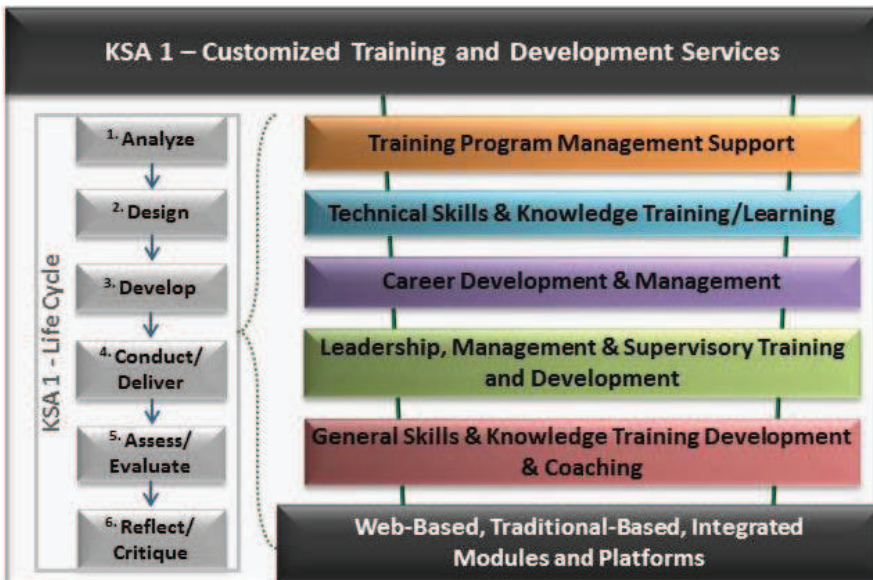 KSA 1 – Customized Training and Development Services
KSA 1 - Life Cycle
1. Analyze
2. Design
3. Develop
4. Conduct/
Deliver
5. Assess/
Evaluate
6. Reflect/
Critique
Training Program Management Support
Technical Skills & Knowledge Training/Learning
Career Development & Management
Leadership, Management & Supervisory Training
and Development
General Skills & Knowledge Training Development
& Coaching
Web-Based, Traditional-Based, Integrated
Modules and Platforms